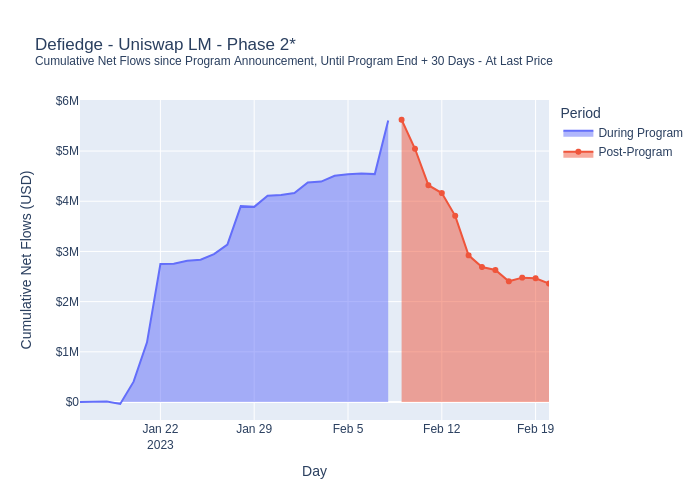 Defiedge - Uniswap LM - Phase 2*
Cumulative Net Flows since Program Announcement, Until Program End + 30 Days - At Last Price
Cumulative Net Flows (USD)
$6M
$5M
$4M
$3M
$2M
$1M
$0
Jan 22
2023
Jan 29
Feb 5
Feb 12
Feb 19
Day
Period
During Program
Post-Program